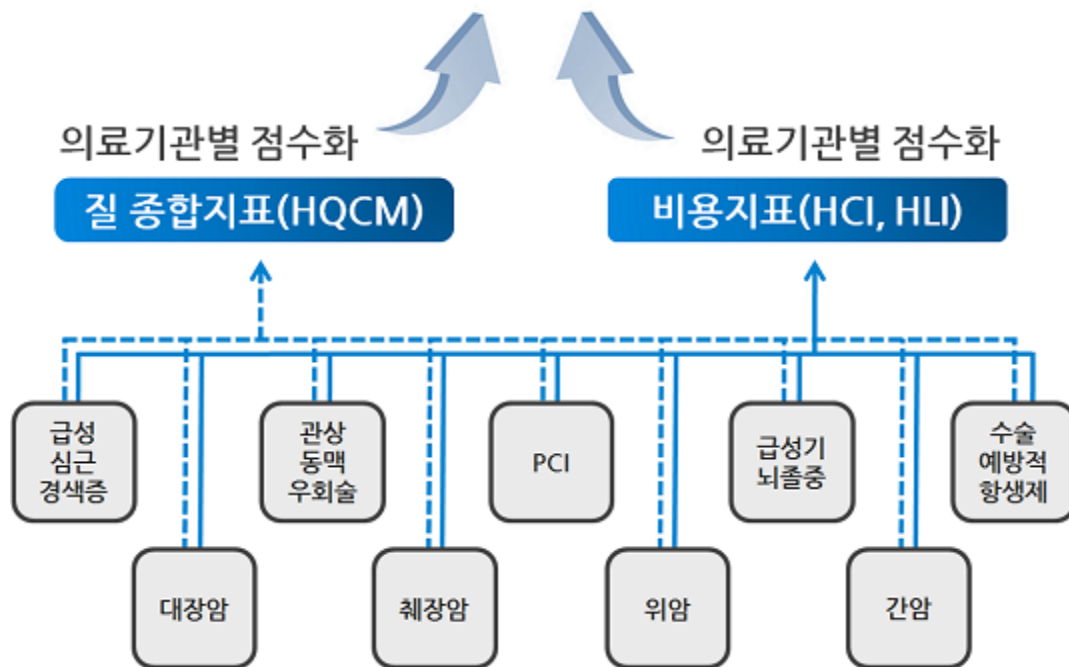 의료기관별 점수화
의료기관별 점수화
질 종합지표(HQCM)
비용지표(HCI, HLI)
급성
심근
경색증
관상
동맥
우회술
PCI
급성기
뇌졸중
수술
예방적
항생제
대장암
췌장암
위암
간암